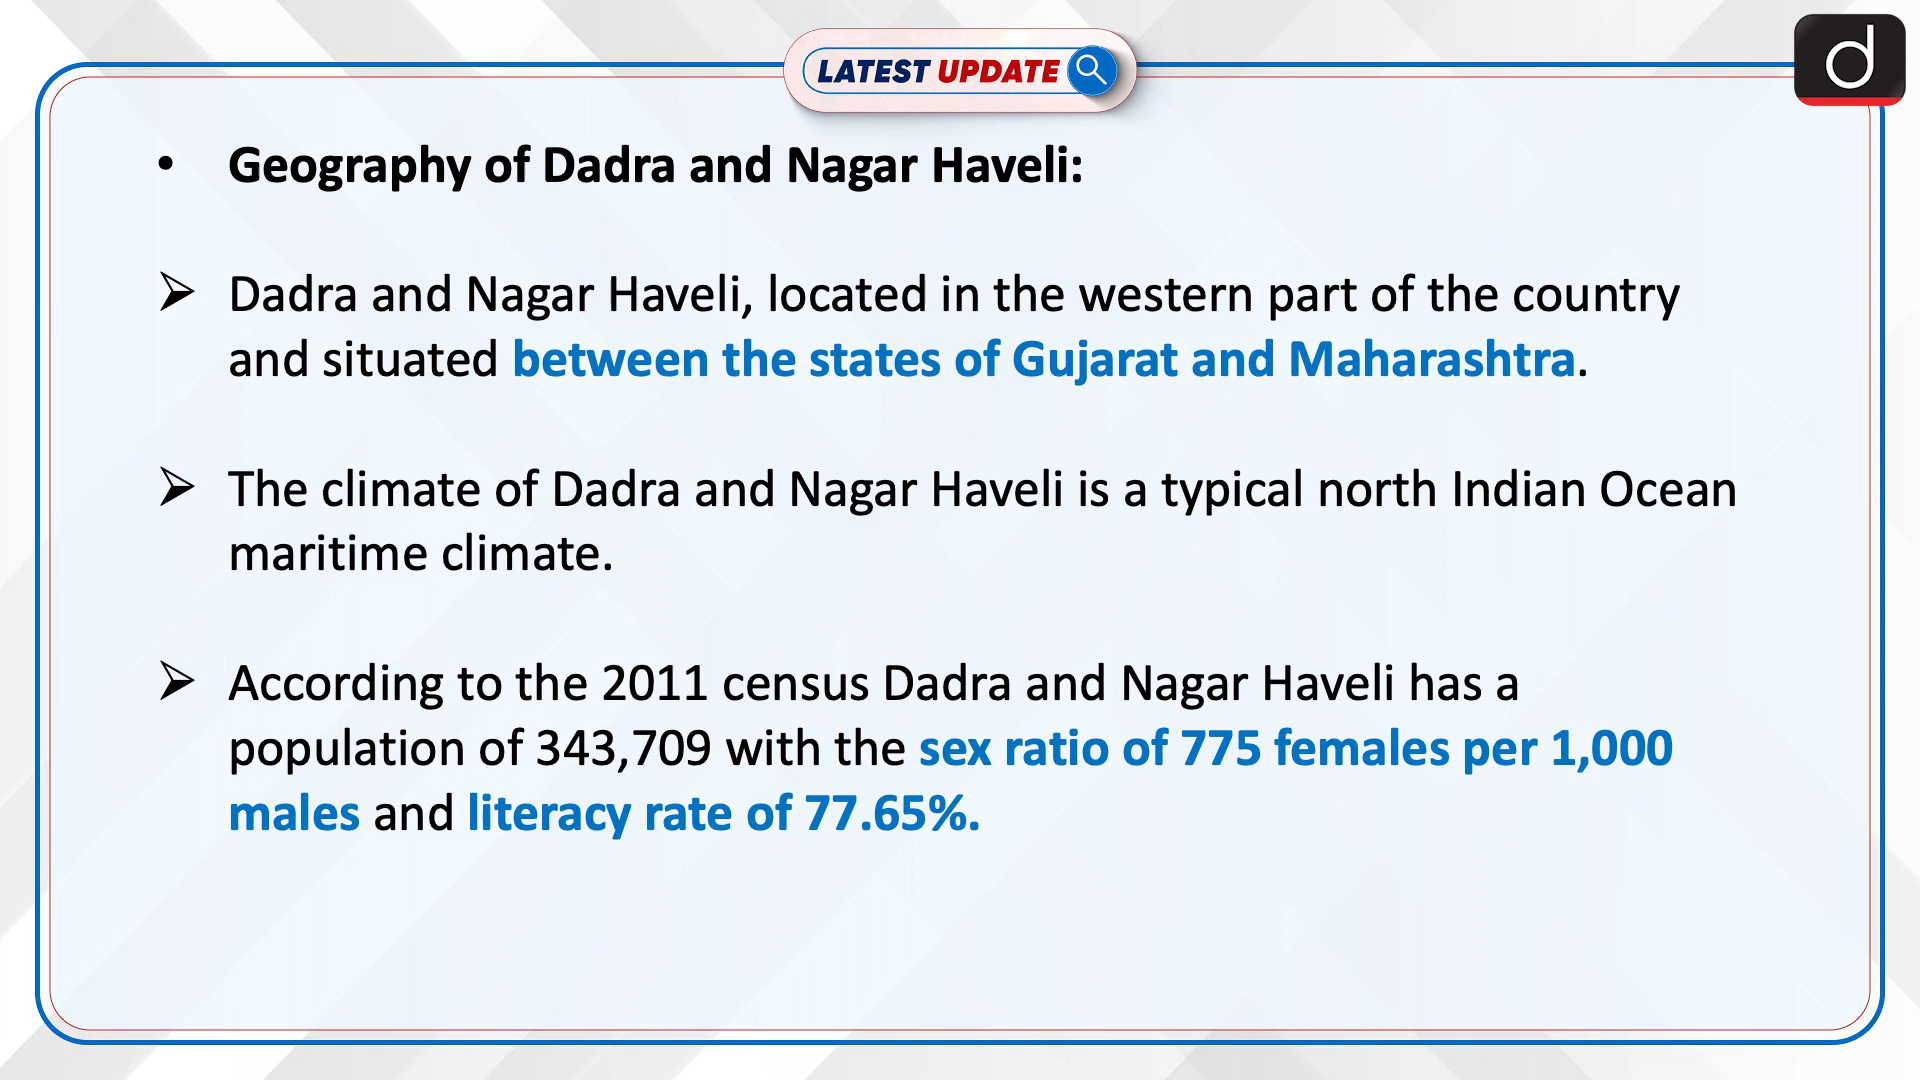 LATEST UPDATE
d
• Geography of Dadra and Nagar Haveli:
➢ Dadra and Nagar Haveli, located in the western part of the country
and situated between the states of Gujarat and Maharashtra.
➢ The climate of Dadra and Nagar Haveli is a typical north Indian Ocean
maritime climate.
➢ According to the 2011 census Dadra and Nagar Haveli has a
population of 343,709 with the sex ratio of 775 females per 1,000
males and literacy rate of 77.65%.